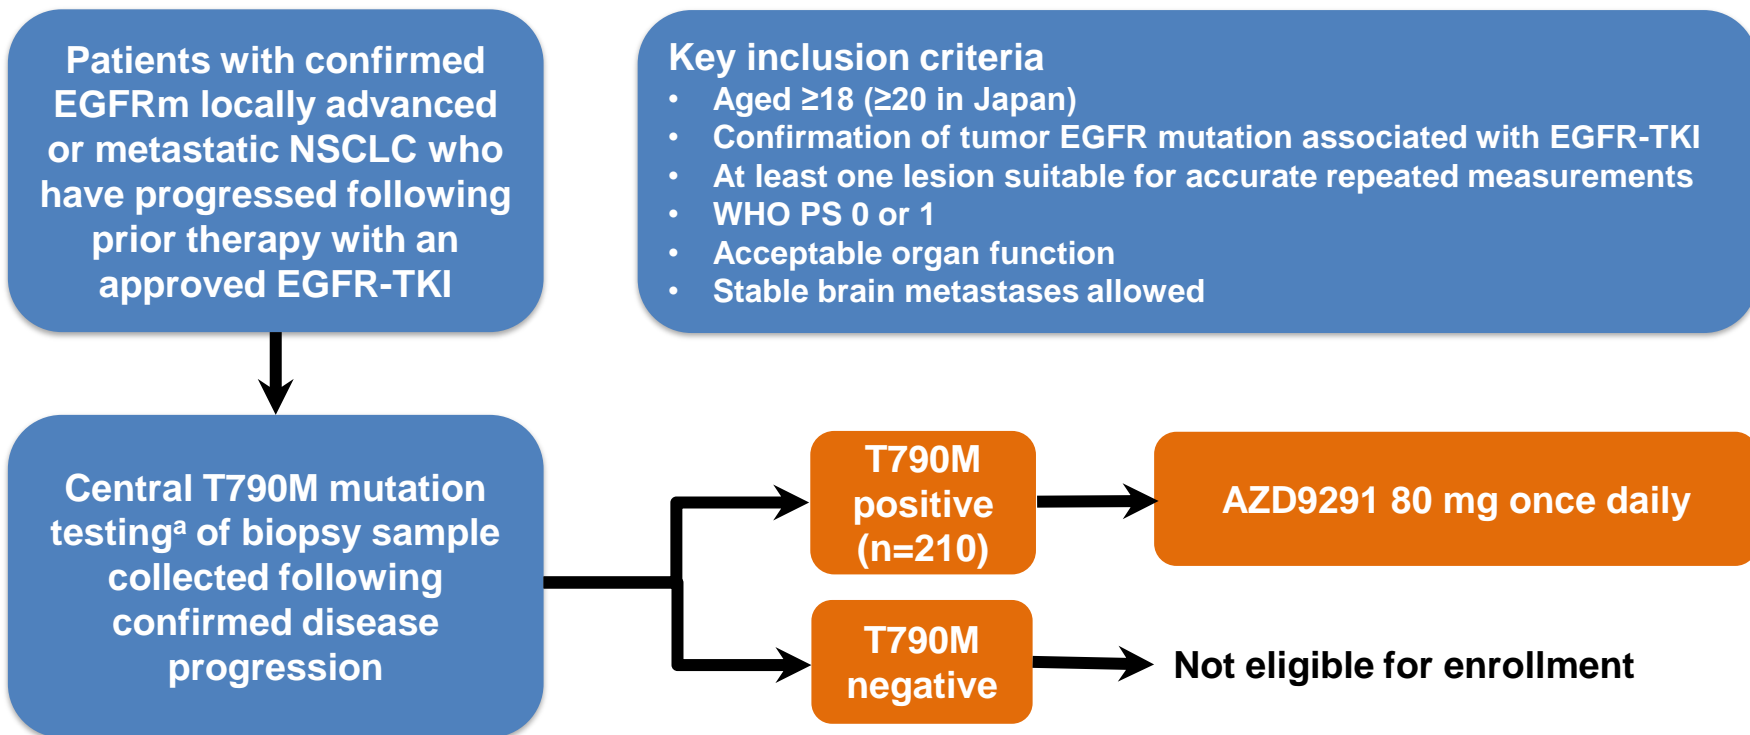 Patients with confirmed
EGFRm locally advanced
or metastatic NSCLC who
have progressed following
prior therapy with an
approved EGFR-TKI
Key inclusion criteria
• Aged ≥18 (≥20 in Japan)
• Confirmation of tumor EGFR mutation associated with EGFR-TKI
• At least one lesion suitable for accurate repeated measurements
• WHO PS 0 or 1
• Acceptable organ function
• Stable brain metastases allowed
Central T790M mutation
testingᵃ of biopsy sample
collected following
confirmed disease
progression
T790M
positive
(n=210)
AZD9291 80 mg once daily
T790M
negative
Not eligible for enrollment